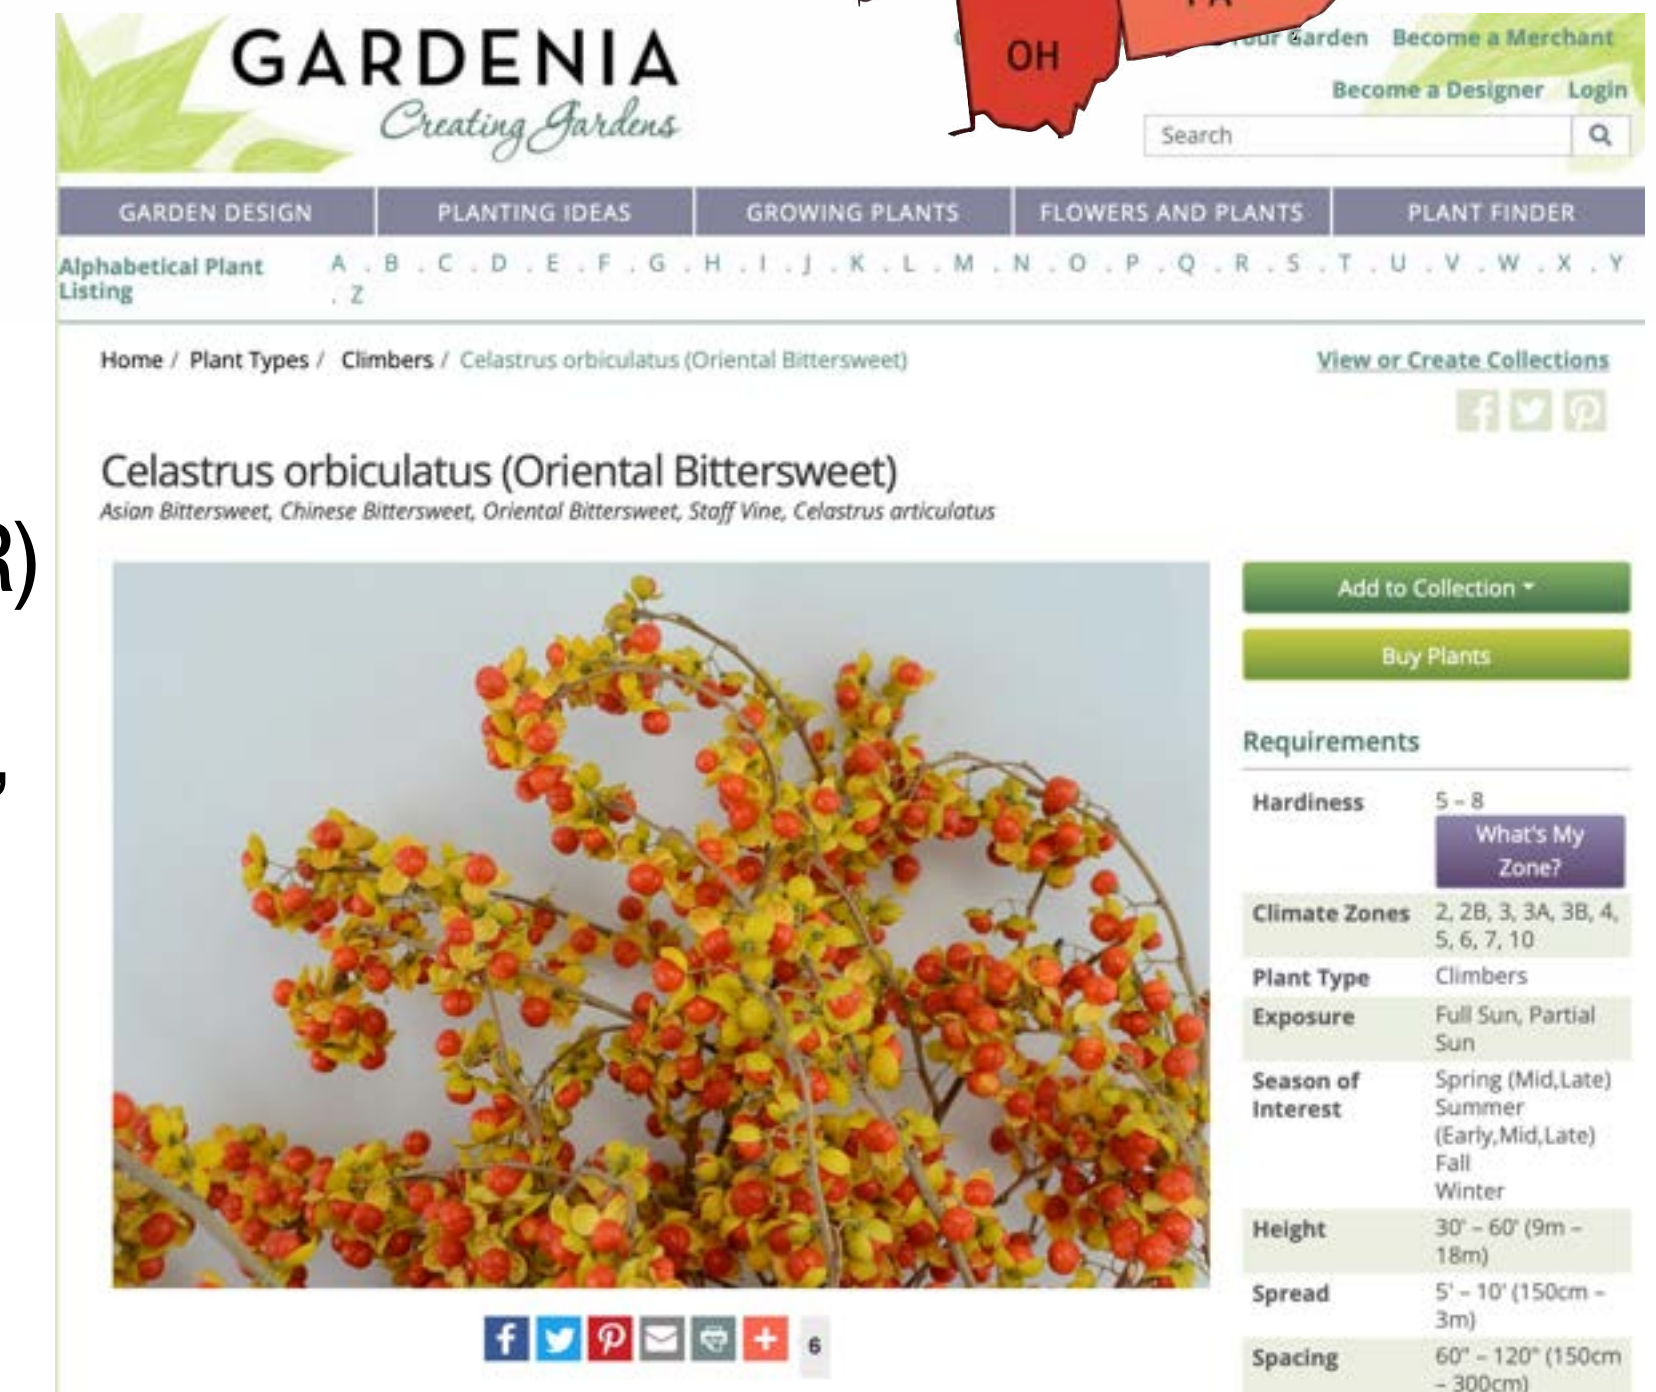 PA
OH
GARDENIA
Creating Gardens
Your Garden Become a Merchant
Become a Designer Login
Search
GARDEN DESIGN PLANTING IDEAS GROWING PLANTS FLOWERS AND PLANTS PLANT FINDER
Alphabetical Plant Listing
A . B . C . D . E . F . G . H . I . J . K . L . M . N . O . P . Q . R . S . T . U . V . W . X . Y
. Z
Home / Plant Types / Climbers / Celastrus orbiculatus (Oriental Bittersweet)
View or Create Collections
Celastrus orbiculatus (Oriental Bittersweet)
Asian Bittersweet, Chinese Bittersweet, Oriental Bittersweet, Staff Vine, Celastrus articulatus
R)
,
Add to Collection
Buy Plants
Requirements
Hardiness 5 – 8
What's My
Zone?
Climate Zones 2, 2B, 3, 3A, 3B, 4,
5, 6, 7, 10
Plant Type Climbers
Exposure Full Sun, Partial
Sun
Season of Interest
Spring (Mid,Late)
Summer
(Early,Mid,Late)
Fall
Winter
Height 30' – 60' (9m –
18m)
Spread 5' – 10' (150cm –
3m)
Spacing 60" – 120" (150cm
– 300cm)
6